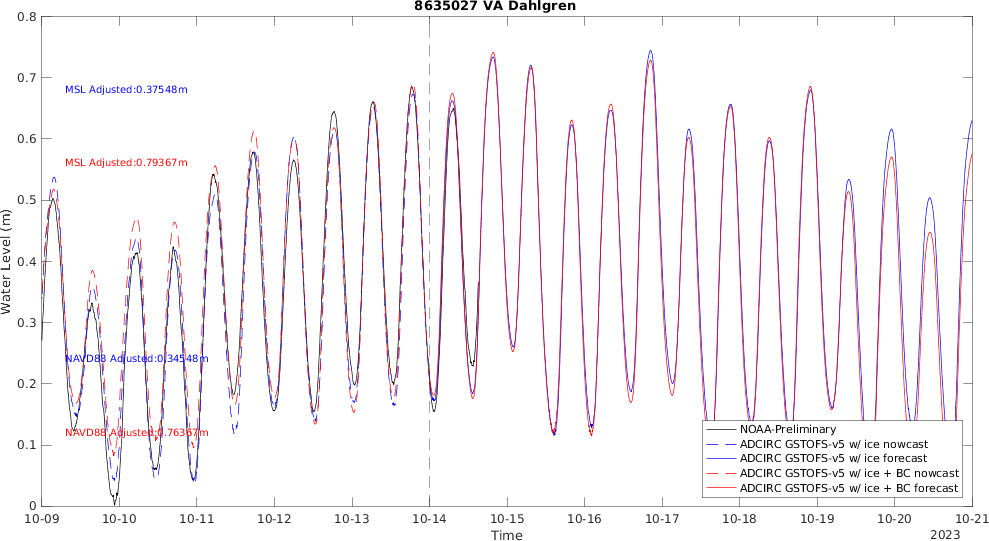 8635027 VA Dahlgren
0.8
0.7
0.6
0.5
0.4
0.3
0.2
0.1
0
Water Level (m)
MSL Adjusted:0.37548m
MSL Adjusted:0.79367m
NAVD88 Adjusted:0.34548m
NAVD88 Adjusted:0.76367m
NOAA-Preliminary
ADCIRC GSTOFS-v5 w/ ice nowcast
ADCIRC GSTOFS-v5 w/ ice forecast
ADCIRC GSTOFS-v5 w/ ice + BC nowcast
ADCIRC GSTOFS-v5 w/ ice + BC forecast
10-09 10-10 10-11 10-12 10-13 10-14 10-15 10-16 10-17 10-18 10-19 10-20 10-21
Time
2023